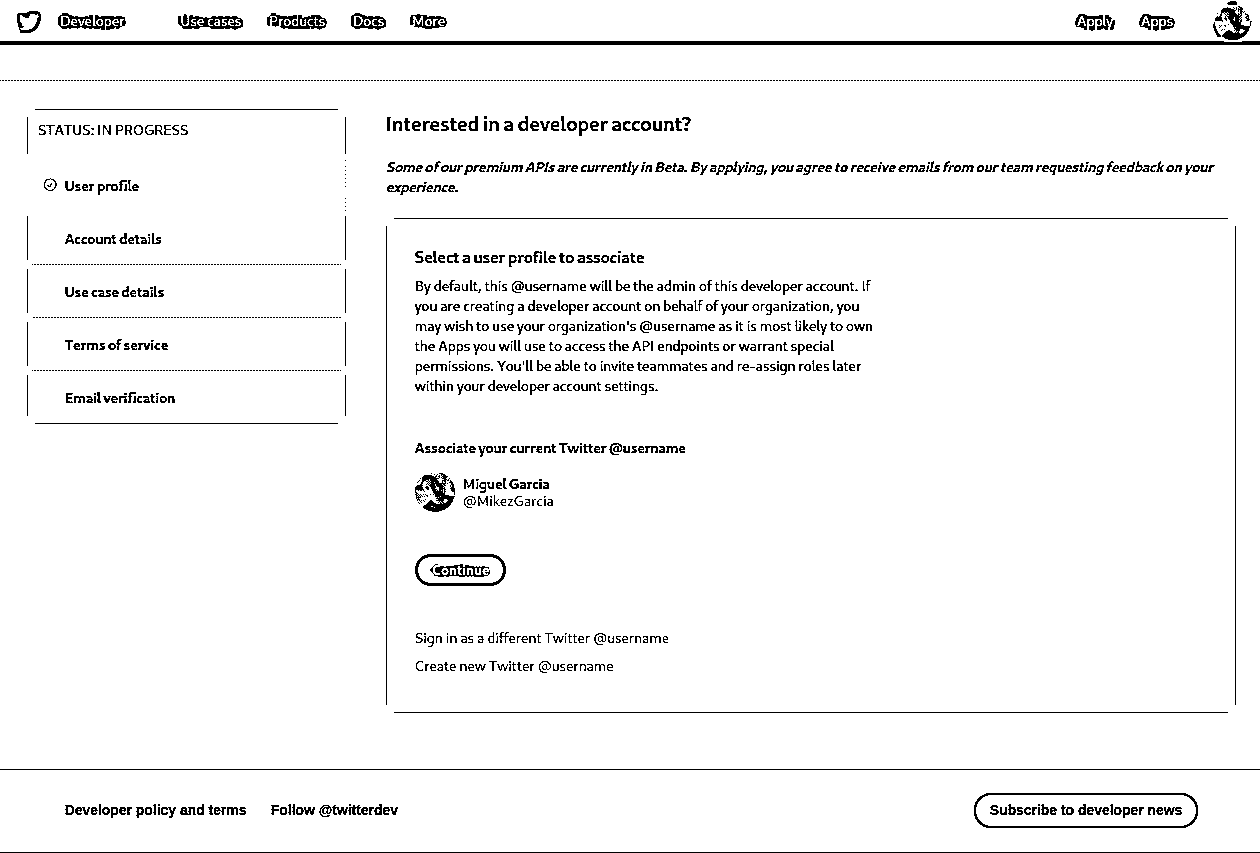 Developer Use cases Products Docs More Apply Apps
STATUS: IN PROGRESS
User profile
Account details
Use case details
Terms of service
Email verification
Interested in a developer account?
Some of our premium APIs are currently in Beta. By applying, you agree to receive emails from our team requesting feedback on your
experience.
Select a user profile to associate
By default, this @username will be the admin of this developer account. If
you are creating a developer account on behalf of your organization, you
may wish to use your organization's @username as it is most likely to own
the Apps you will use to access the API endpoints or warrant special
permissions. You'll be able to invite teammates and re-assign roles later
within your developer account settings.
Associate your current Twitter @username
Miguel Garcia
@MikezGarcia
Continue
Sign in as a different Twitter @username
Create new Twitter @username
Developer policy and terms Follow @twitterdev Subscribe to developer news